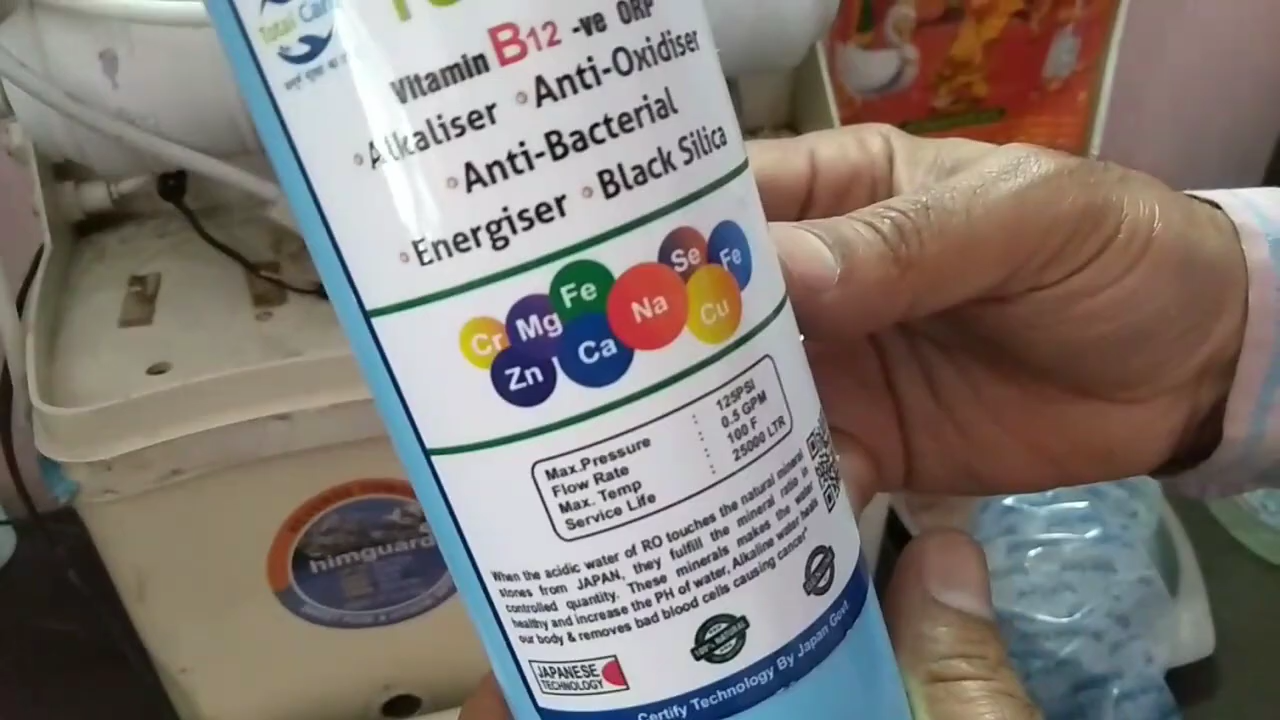 Total Care
Vitamin B12 -ve ORP
Alkaliser Anti-Oxidiser
Anti-Bacterial
Energiser Black Silica
Cr Mg Fe Na Se Fe
Zn Ca Cu
Max.Pressure : 125PSI
Flow Rate : 0.5 GPM
Max. Temp : 100 F
Service Life : 25000 LTR
When the acidic water of RO touches the natural mineral
stones from JAPAN, they fulfill the mineral ratio in
controlled quantity. These minerals makes the water
healthy and increase the PH of water, Alkaline water heals
our body & removes bad blood cells causing cancer"
100% NATURAL
JAPANESE
TECHNOLOGY
Certify Technology By Japan Govt
himguard